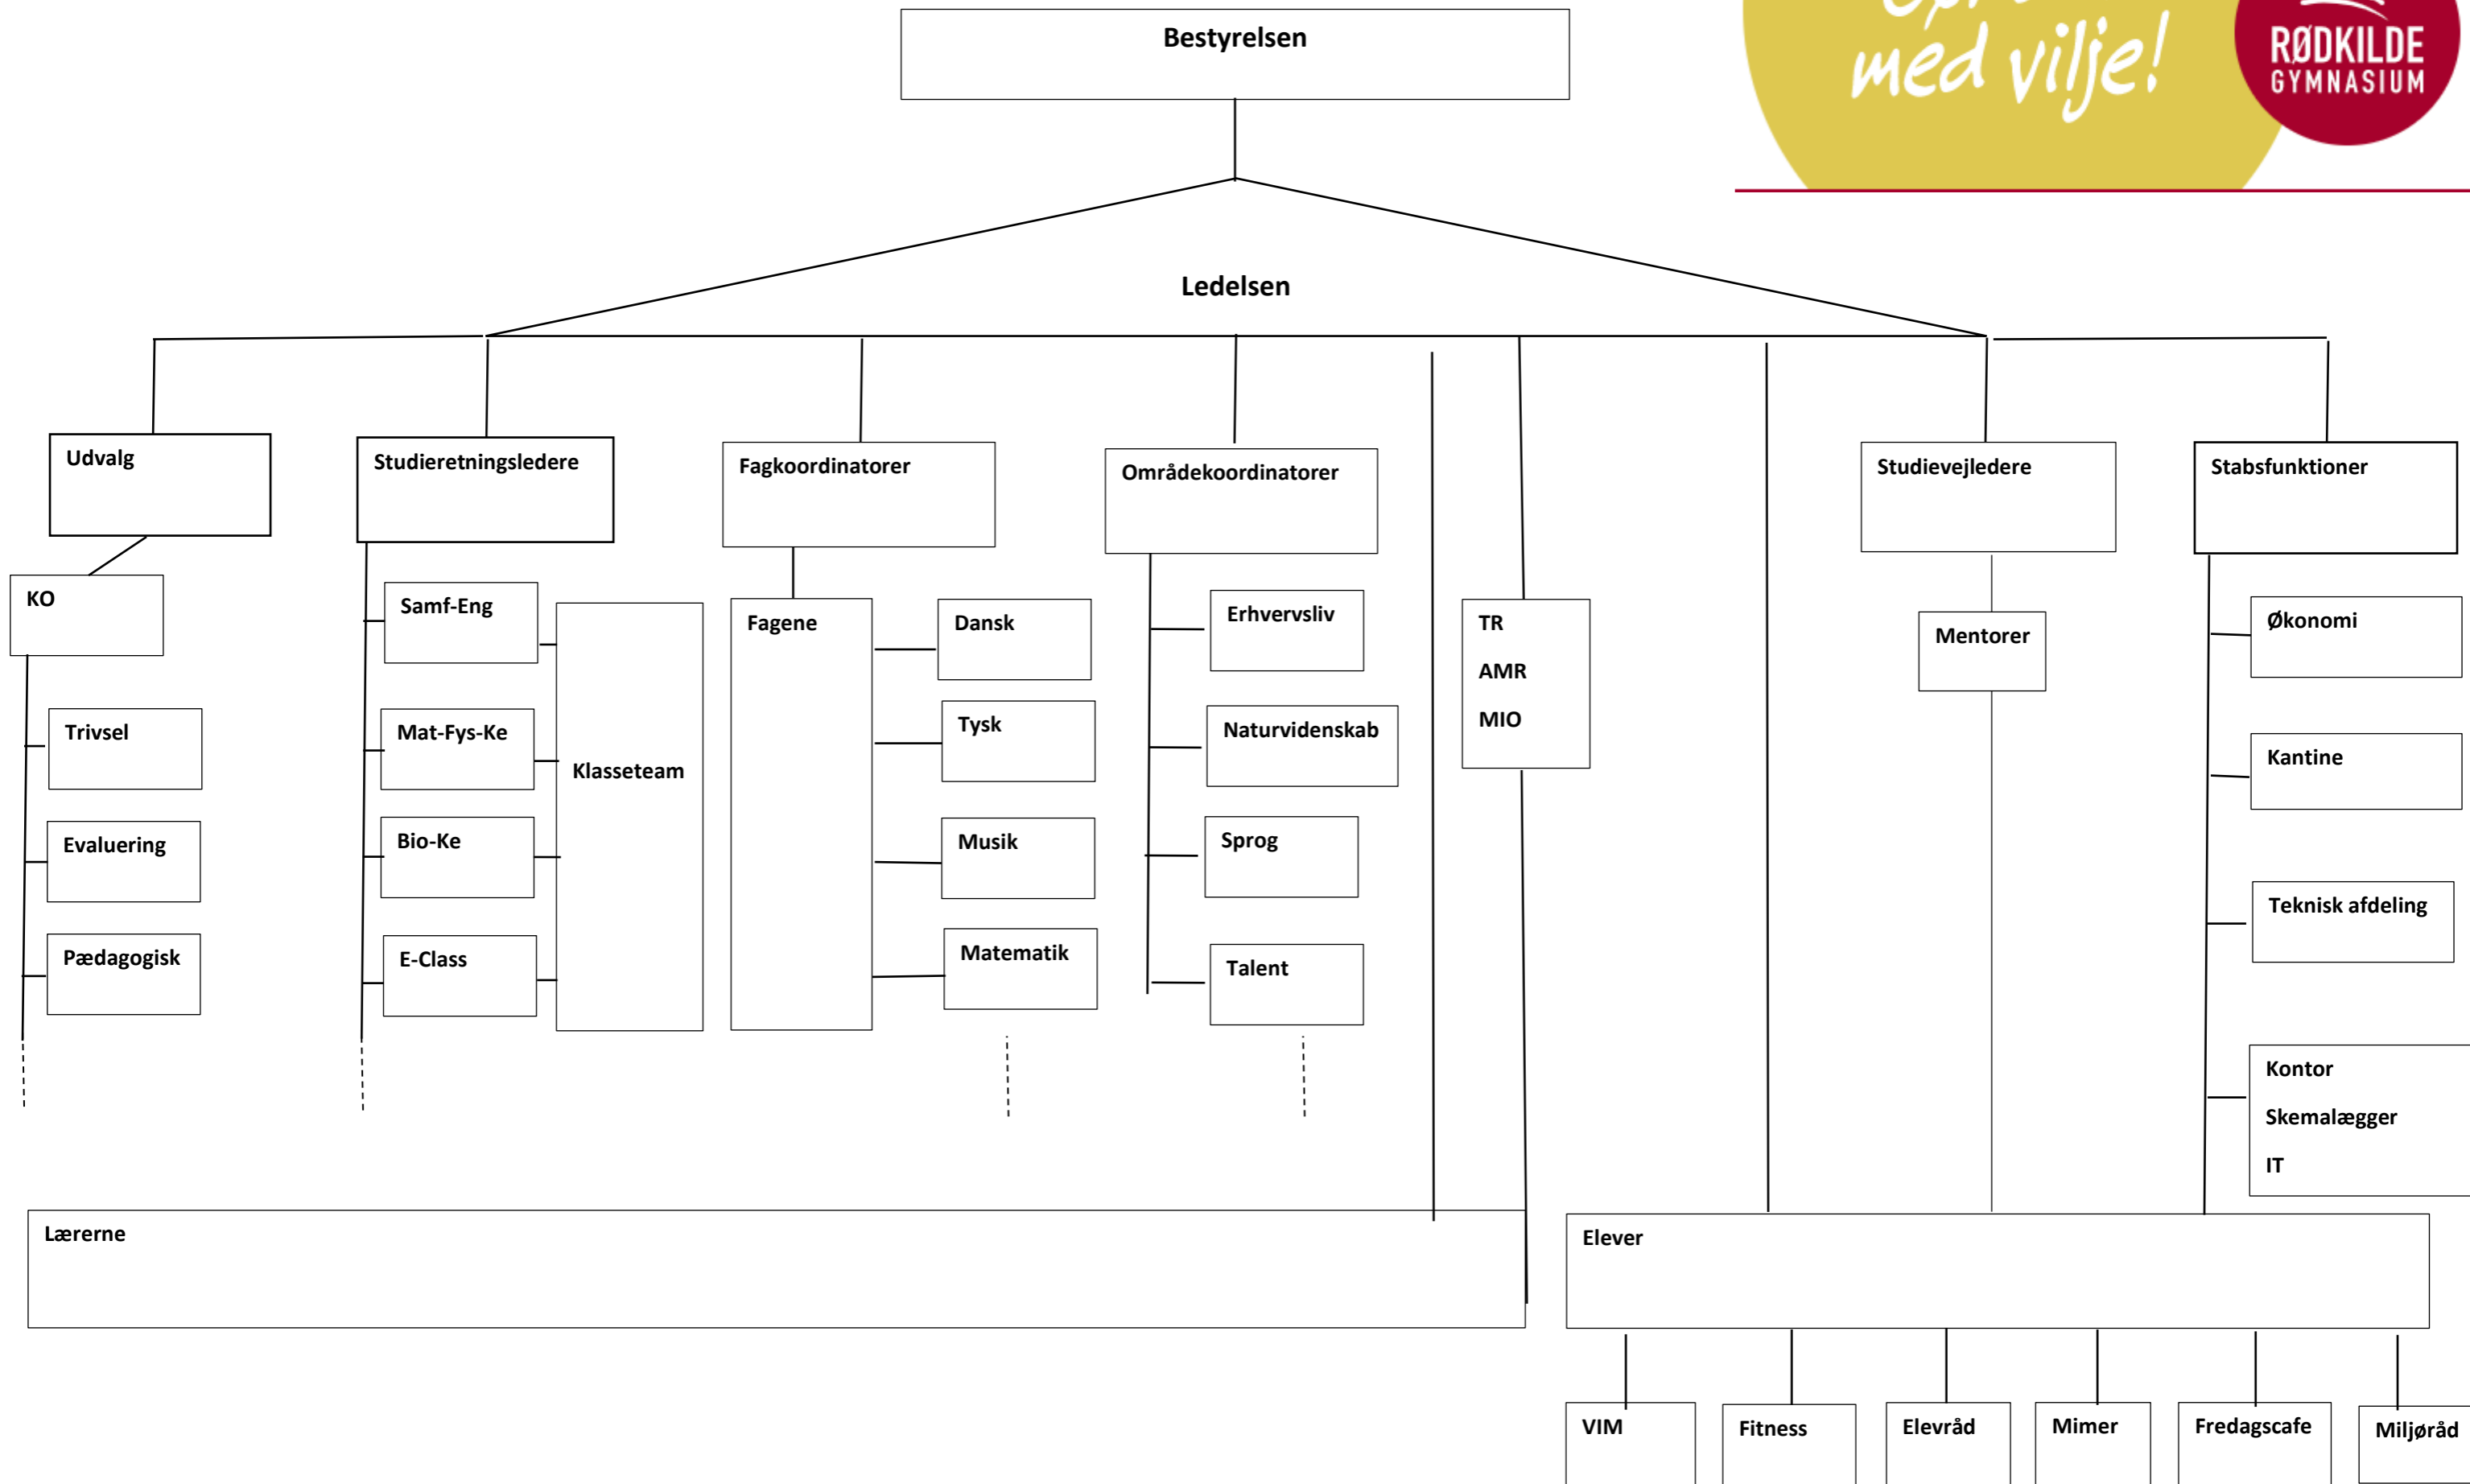 Bestyrelsen
med vilje!
RØDKILDE
GYMNASIUM
Ledelsen
Udvalg
Studieretningsledere
Fagkoordinatorer
Områdekoordinatorer
Studievejledere
Stabsfunktioner
KO
Trivsel
Evaluering
Pædagogisk
Samf-Eng
Mat-Fys-Ke
Bio-Ke
E-Class
Klasseteam
Fagene
Dansk
Tysk
Musik
Matematik
Erhvervsliv
Naturvidenskab
Sprog
Talent
TR
AMR
MIO
Mentorer
Økonomi
Kantine
Teknisk afdeling
Kontor
Skemalægger
IT
Lærerne
Elever
VIM
Fitness
Elevråd
Mimer
Fredagscafe
Miljøråd